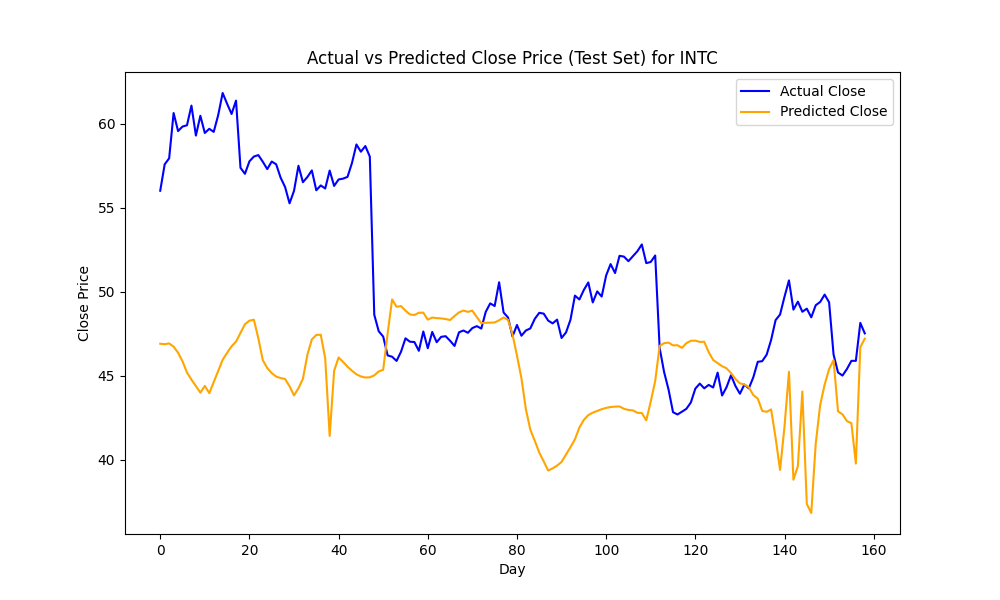 Actual vs Predicted Close Price (Test Set) for INTC
Actual Close
Predicted Close
60
55
50
45
40
Close Price
0 20 40 60 80 100 120 140 160
Day